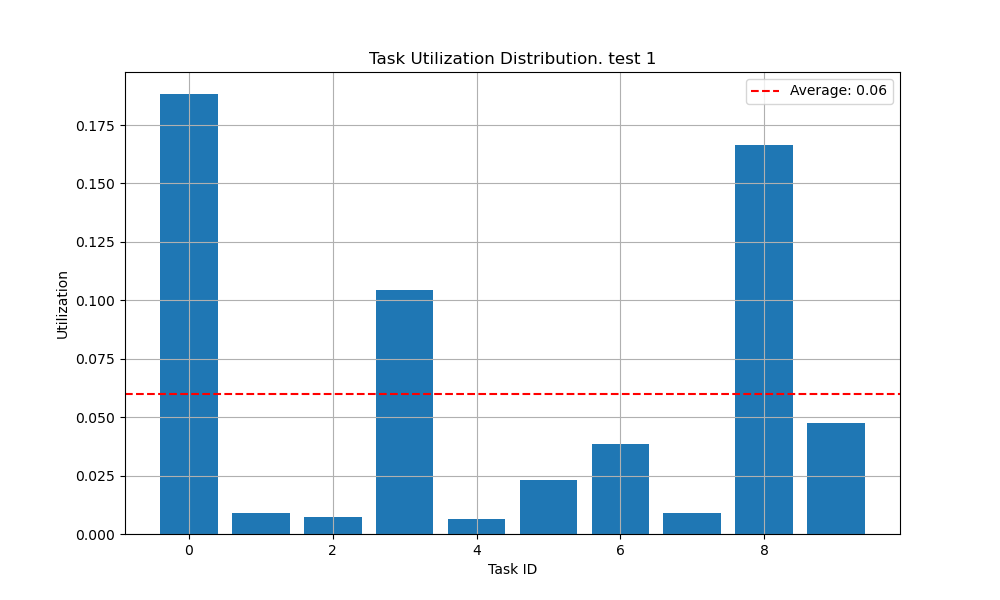 Task Utilization Distribution. test 1
Average: 0.06
0.175
0.150
0.125
0.100
0.075
0.050
0.025
0.000
Utilization
0 2 4 6 8
Task ID